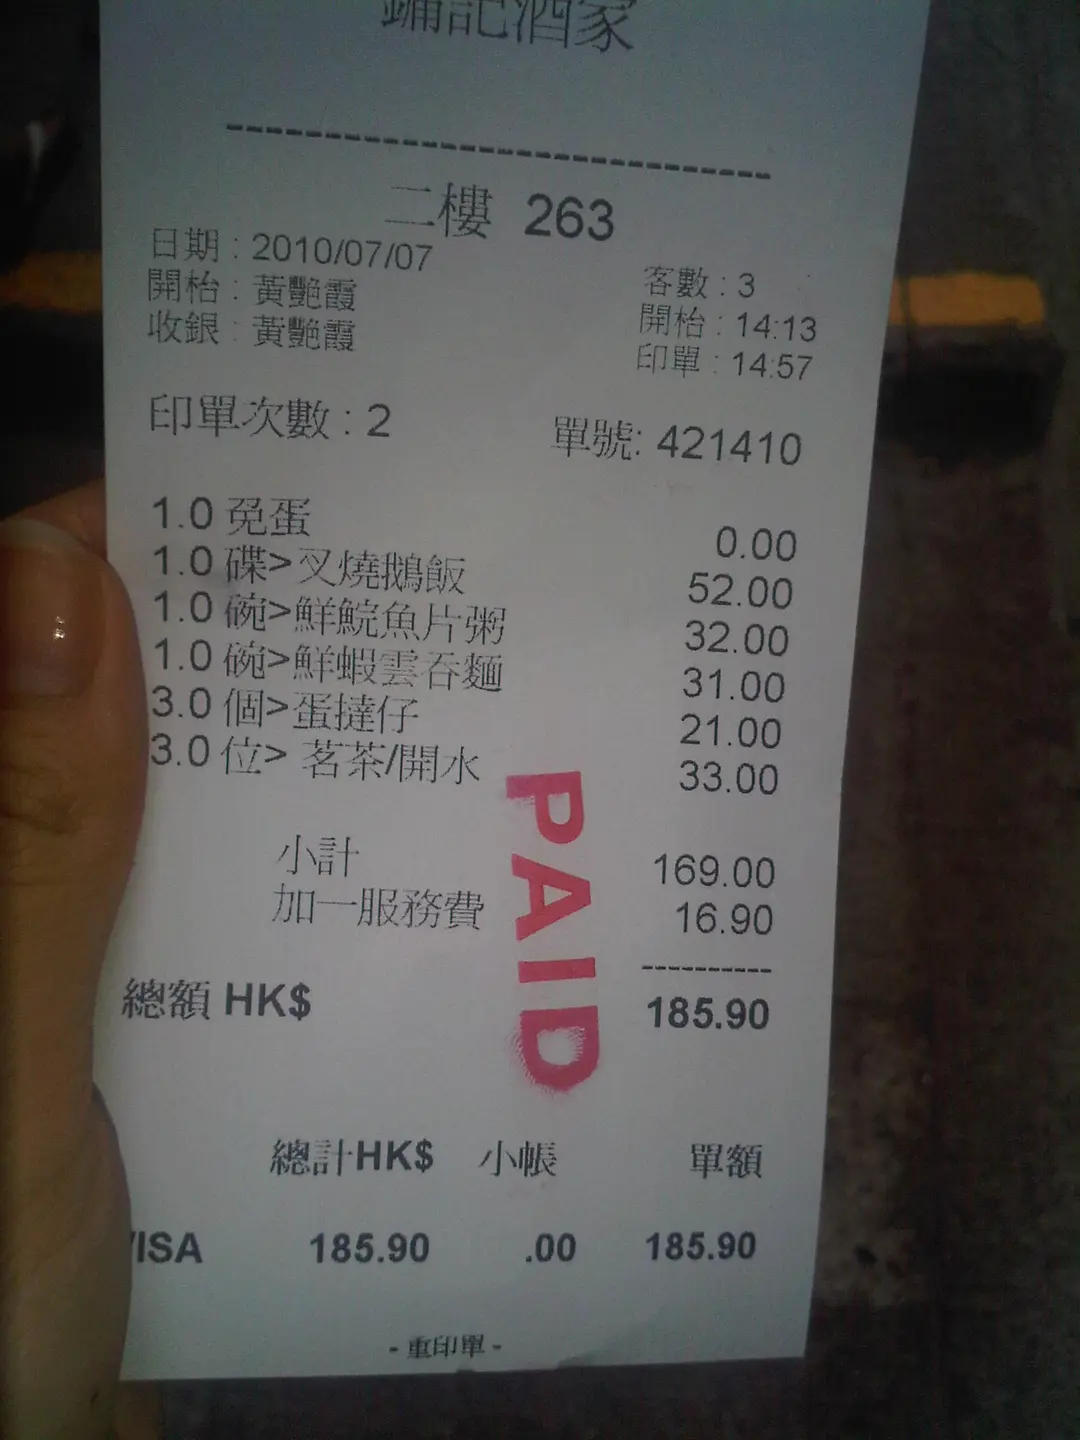 鏞記酒家
二樓 263
日期 : 2010/07/07
客數 : 3
開枱 : 黃艷霞
開枱 : 14:13
收銀 : 黃艷霞
印單 : 14:57
印單次數 : 2
單號: 421410
1.0 免蛋 0.00
1.0 碟>叉燒鵝飯 52.00
1.0 碗>鮮鯇魚片粥 32.00
1.0 碗>鮮蝦雲吞麵 31.00
3.0 個>蛋撻仔 21.00
3.0 位> 茗茶/開水 33.00
小計 169.00
加一服務費 16.90
總額 HK$ 185.90
PAID
總計HK$ 小帳 單額
VISA 185.90 .00 185.90
- 重印單 -